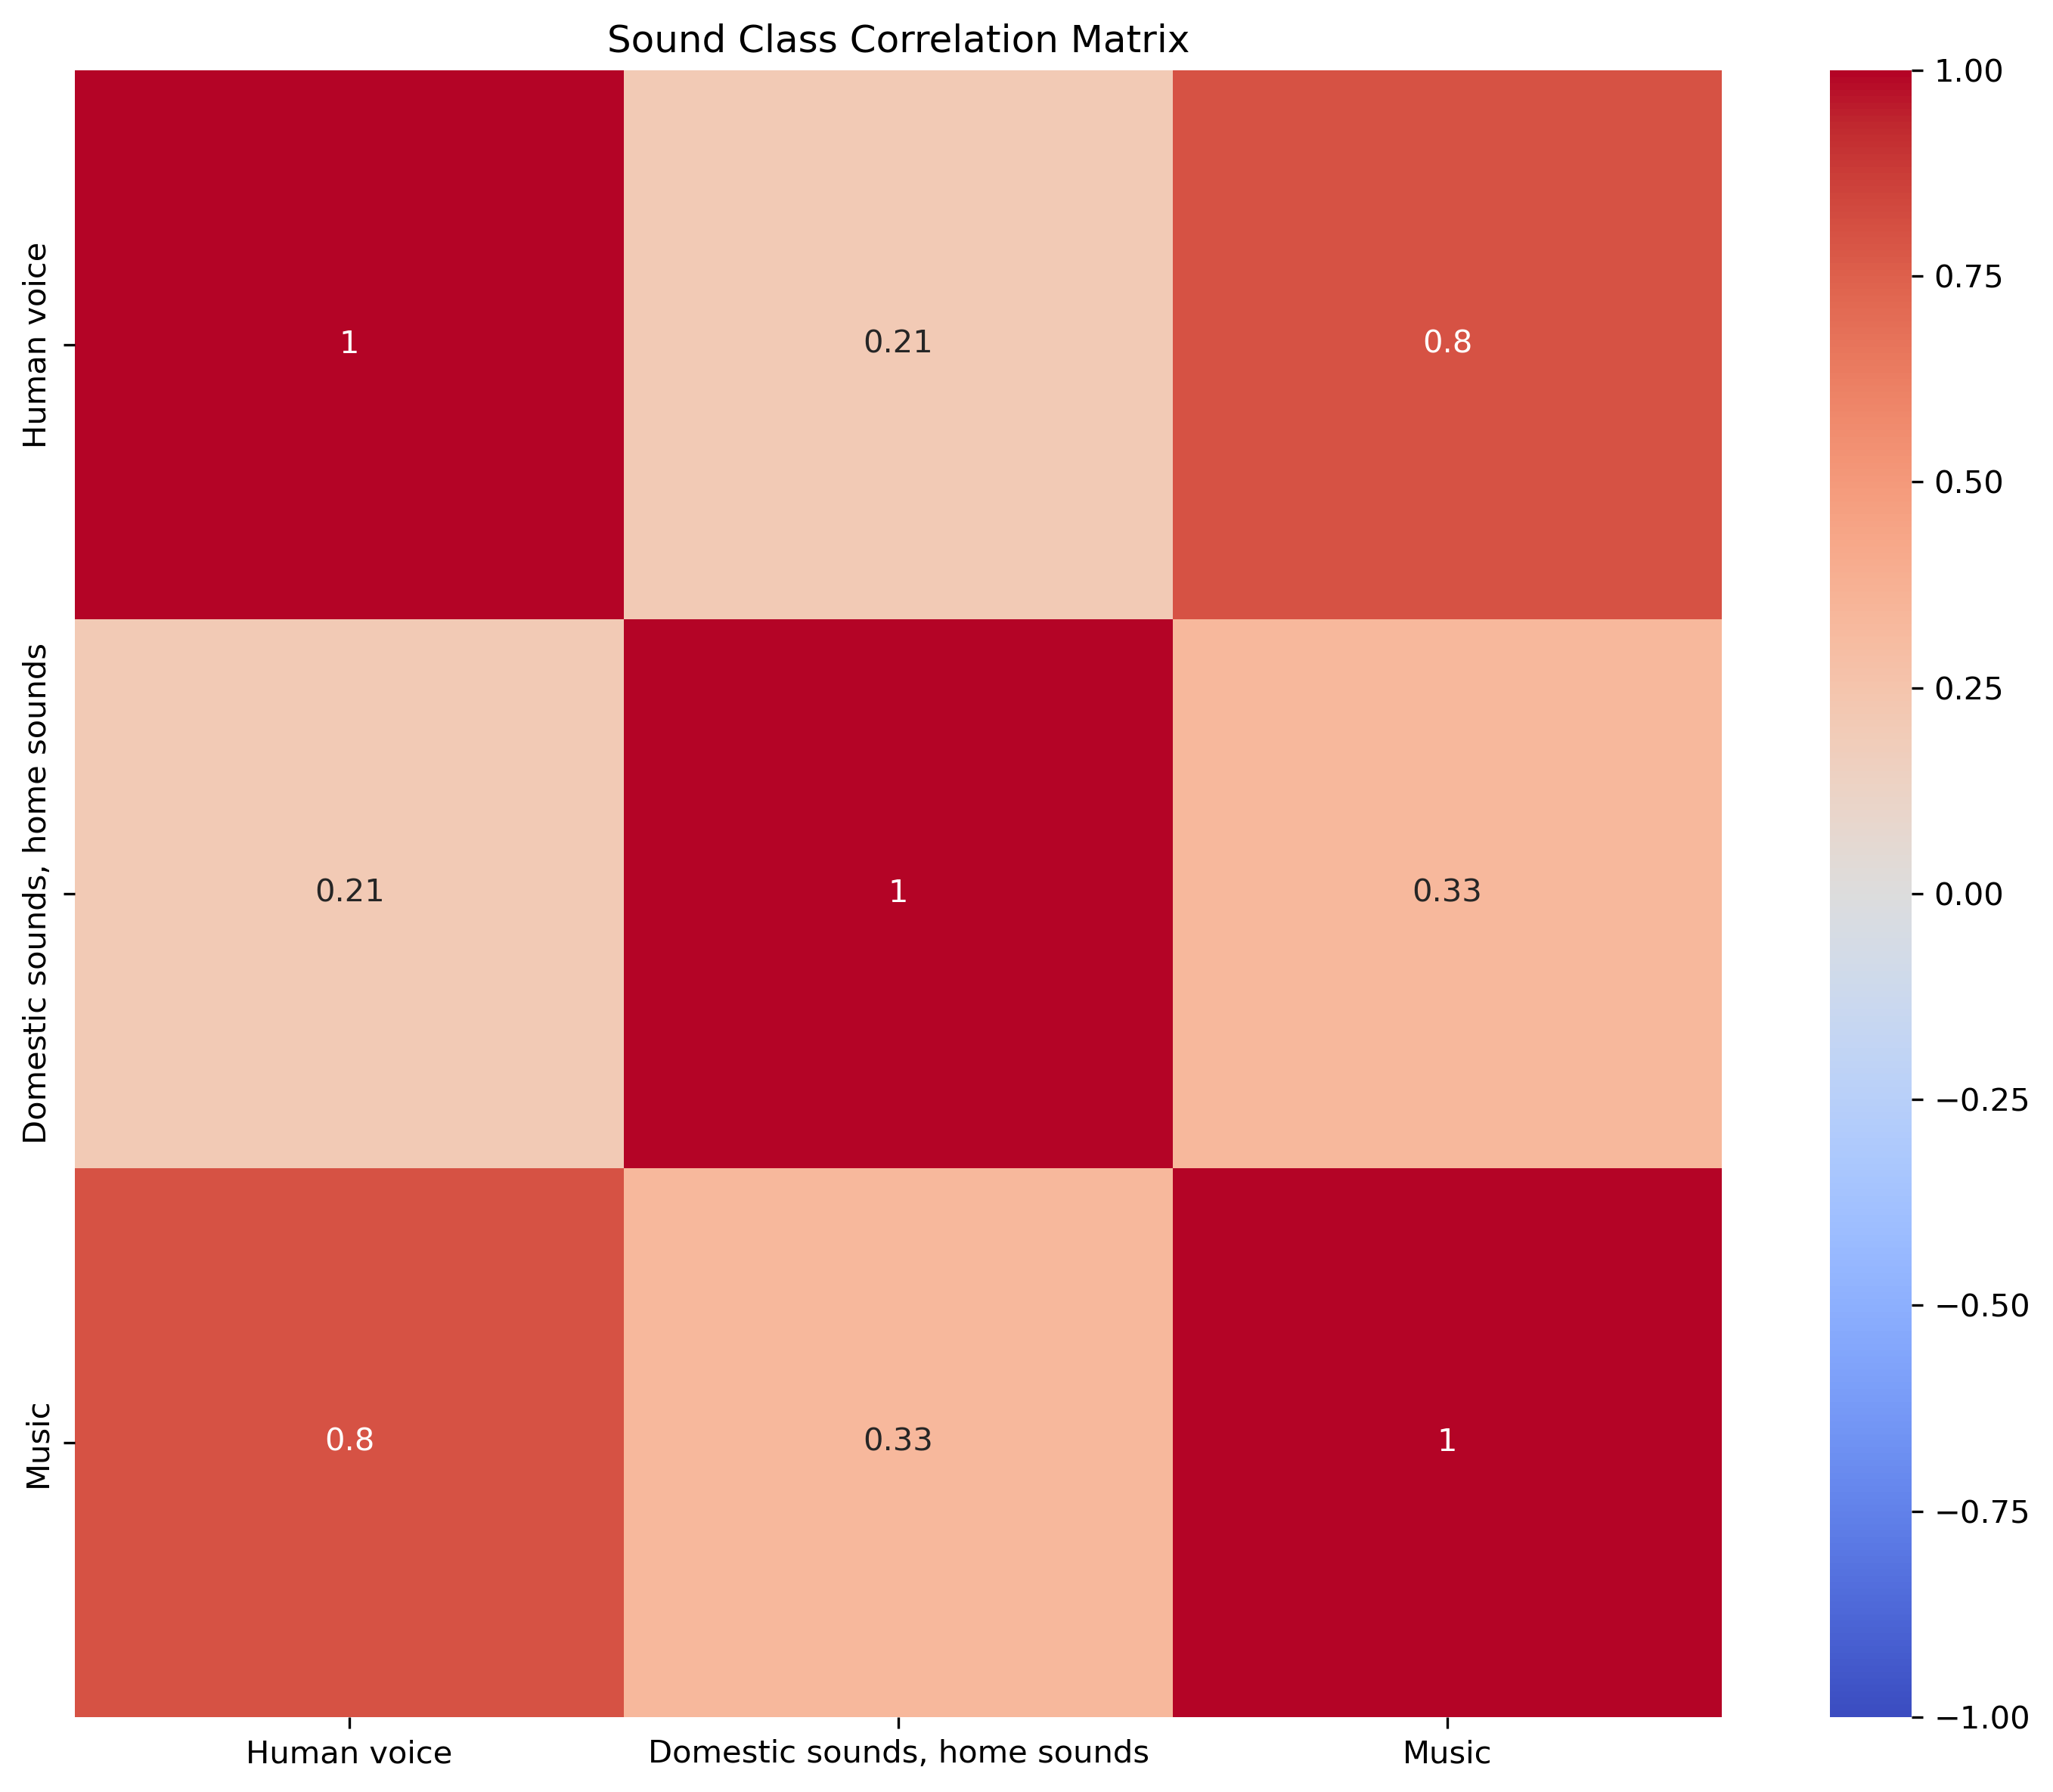 Sound Class Correlation Matrix
Human voice
1
0.21
0.8
Domestic sounds, home sounds
0.21
1
0.33
Music
0.8
0.33
1
Human voice
Domestic sounds, home sounds
Music
1.00
0.75
0.50
0.25
0.00
−0.25
−0.50
−0.75
−1.00